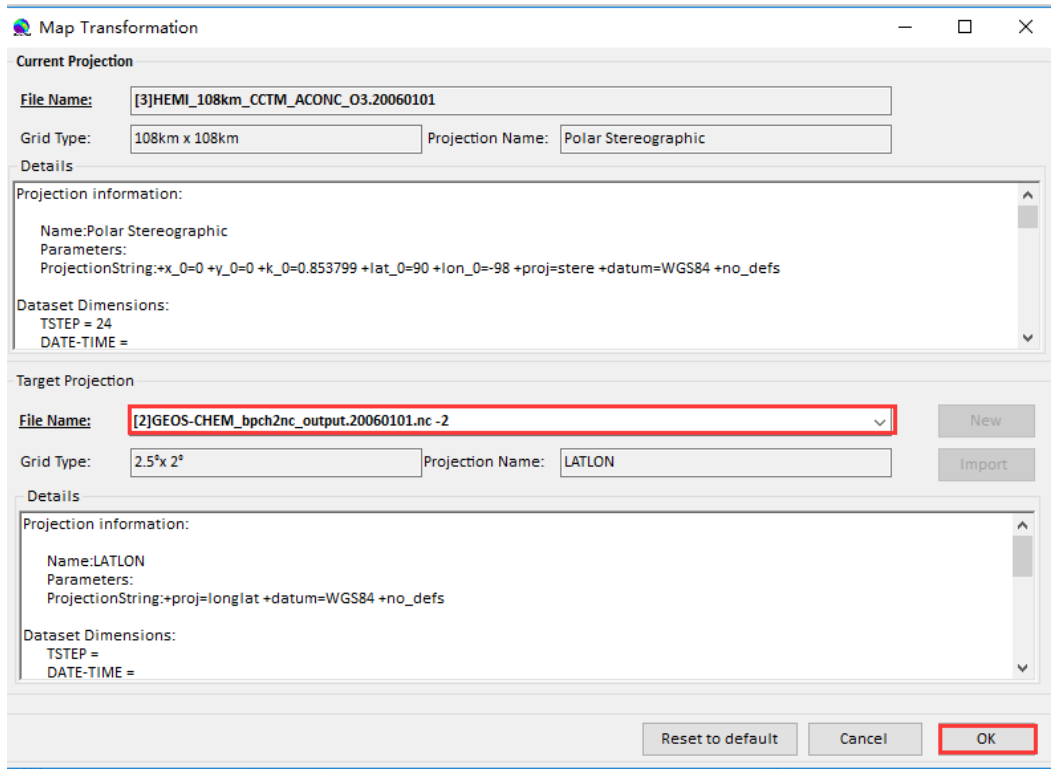 Map Transformation
Current Projection
File Name: [3]HEMI_108km_CCTM_ACONC_O3.20060101
Grid Type: 108km x 108km Projection Name: Polar Stereographic
Details
Projection information:
Name:Polar Stereographic
Parameters:
ProjectionString:+x_0=0 +y_0=0 +k_0=0.853799 +lat_0=90 +lon_0=-98 +proj=stere +datum=WGS84 +no_defs
Dataset Dimensions:
TSTEP = 24
DATE-TIME =
Target Projection
File Name: [2]GEOS-CHEM_bpch2nc_output.20060101.nc -2 New
Grid Type: 2.5°x 2° Projection Name: LATLON Import
Details
Projection information:
Name:LATLON
Parameters:
ProjectionString:+proj=longlat +datum=WGS84 +no_defs
Dataset Dimensions:
TSTEP =
DATE-TIME =
Reset to default Cancel OK